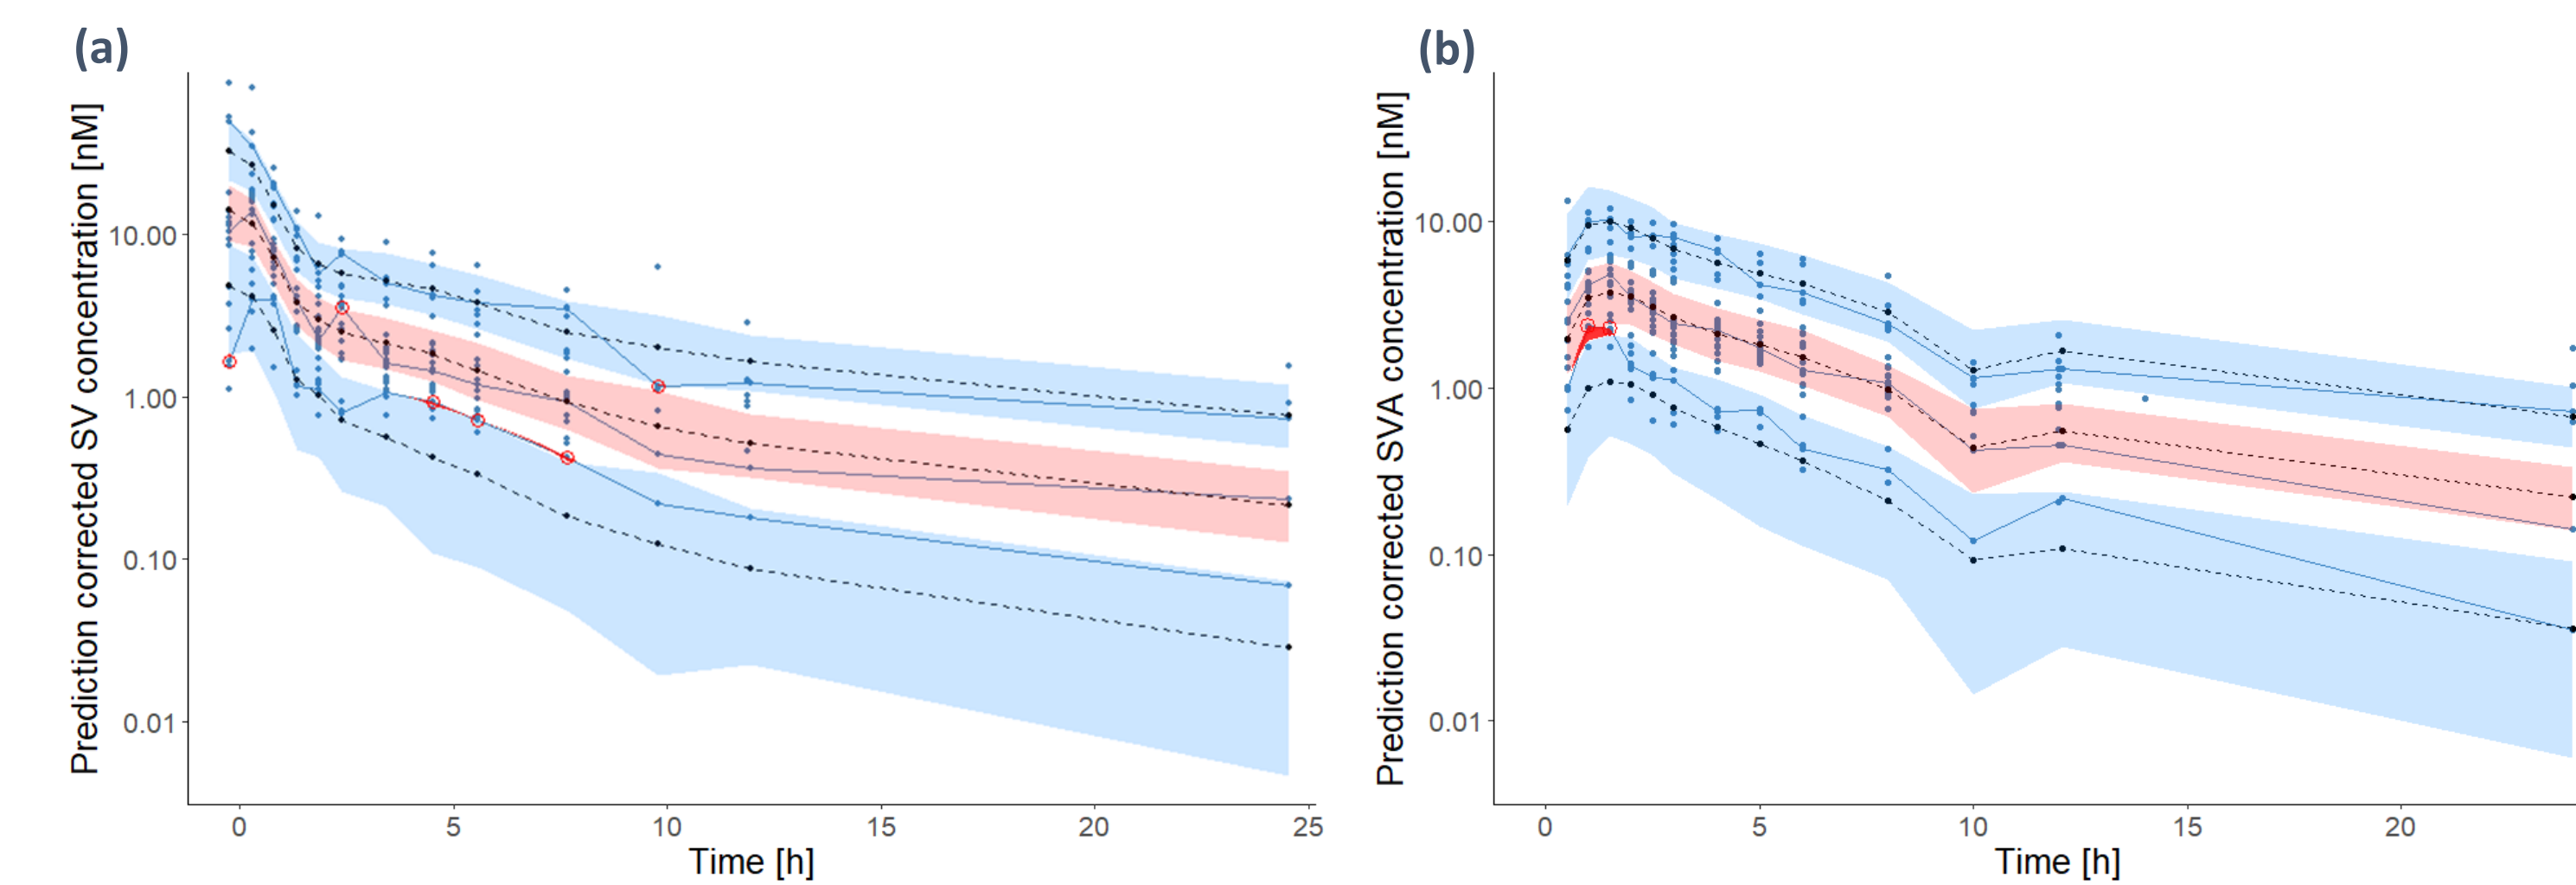 (a)
Prediction corrected SV concentration [nM]
10.00
1.00
0.10
0.01
0 5 10 15 20 25
Time [h]
(b)
Prediction corrected SVA concentration [nM]
10.00
1.00
0.10
0.01
0 5 10 15 20
Time [h]